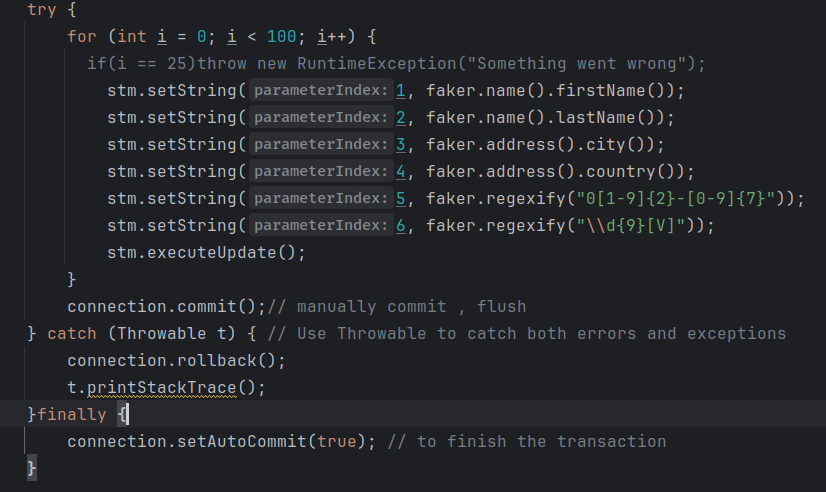 try {
    for (int i = 0; i < 100; i++) {
      if(i == 25)throw new RuntimeException("Something went wrong");
        stm.setString( parameterIndex: 1, faker.name().firstName());
        stm.setString( parameterIndex: 2, faker.name().lastName());
        stm.setString( parameterIndex: 3, faker.address().city());
        stm.setString( parameterIndex: 4, faker.address().country());
        stm.setString( parameterIndex: 5, faker.regexify("0[1-9]{2}-[0-9]{7}"));
        stm.setString( parameterIndex: 6, faker.regexify("\\d{9}[V]"));
        stm.executeUpdate();
    }
    connection.commit();// manually commit , flush
} catch (Throwable t) { // Use Throwable to catch both errors and exceptions
    connection.rollback();
    t.printStackTrace();
}finally {
    connection.setAutoCommit(true); // to finish the transaction
}